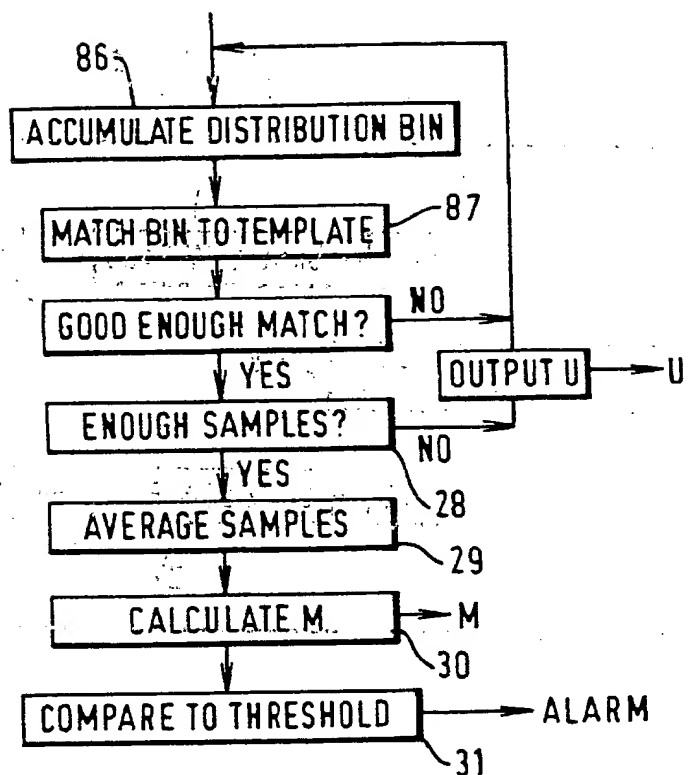 86
ACCUMULATE DISTRIBUTION BIN
87
MATCH BIN TO TEMPLATE
GOOD ENOUGH MATCH?
NO
YES
OUTPUT U
U
ENOUGH SAMPLES?
NO
28
YES
AVERAGE SAMPLES
29
CALCULATE M
M
30
COMPARE TO THRESHOLD
ALARM
31